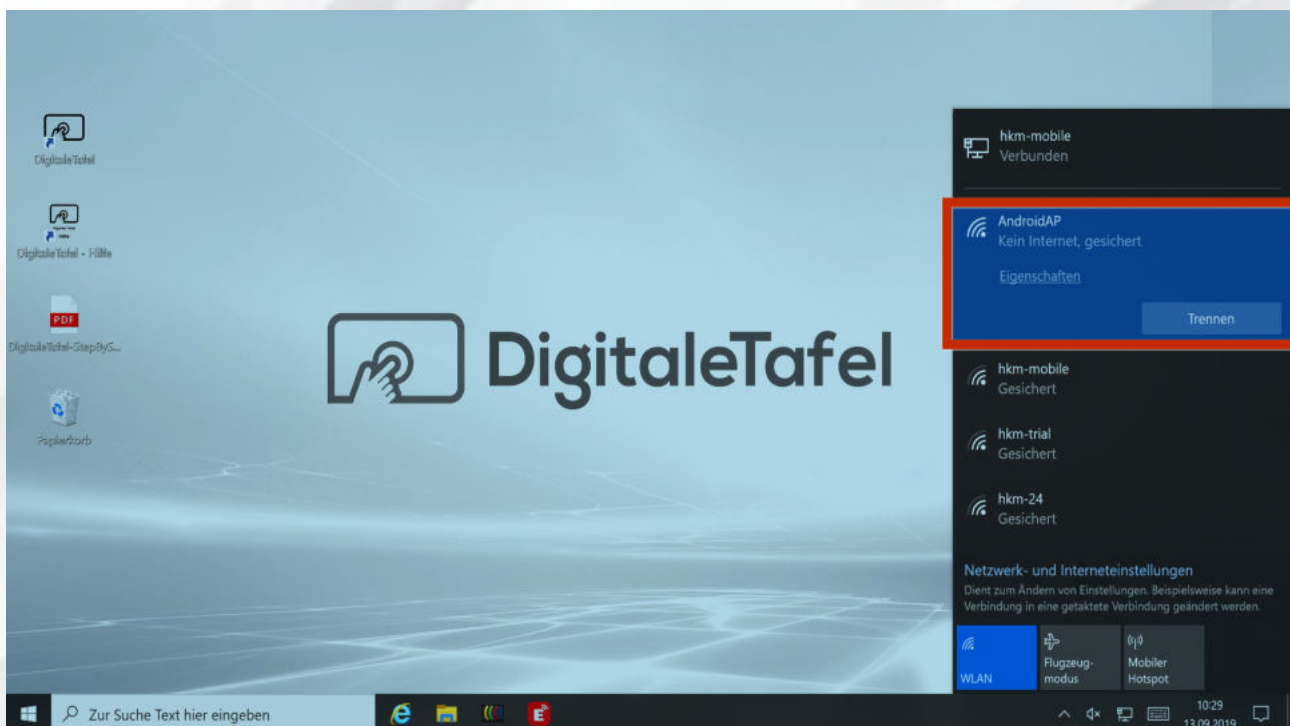 DigitaleTafel
DigitaleTafel - Hilfe
PDF
DigitaleTafel-StepByS...
Papierkorb
DigitaleTafel
hkm-mobile
Verbunden
AndroidAP
Kein Internet, gesichert
Eigenschaften
Trennen
hkm-mobile
Gesichert
hkm-trial
Gesichert
hkm-24
Gesichert
Netzwerk- und Interneteinstellungen
Dient zum Ändern von Einstellungen. Beispielsweise kann eine
Verbindung in eine getaktete Verbindung geändert werden.
WLAN
Flugzeug-
modus
Mobiler
Hotspot
Zur Suche Text hier eingeben
10:29
13.09.2019